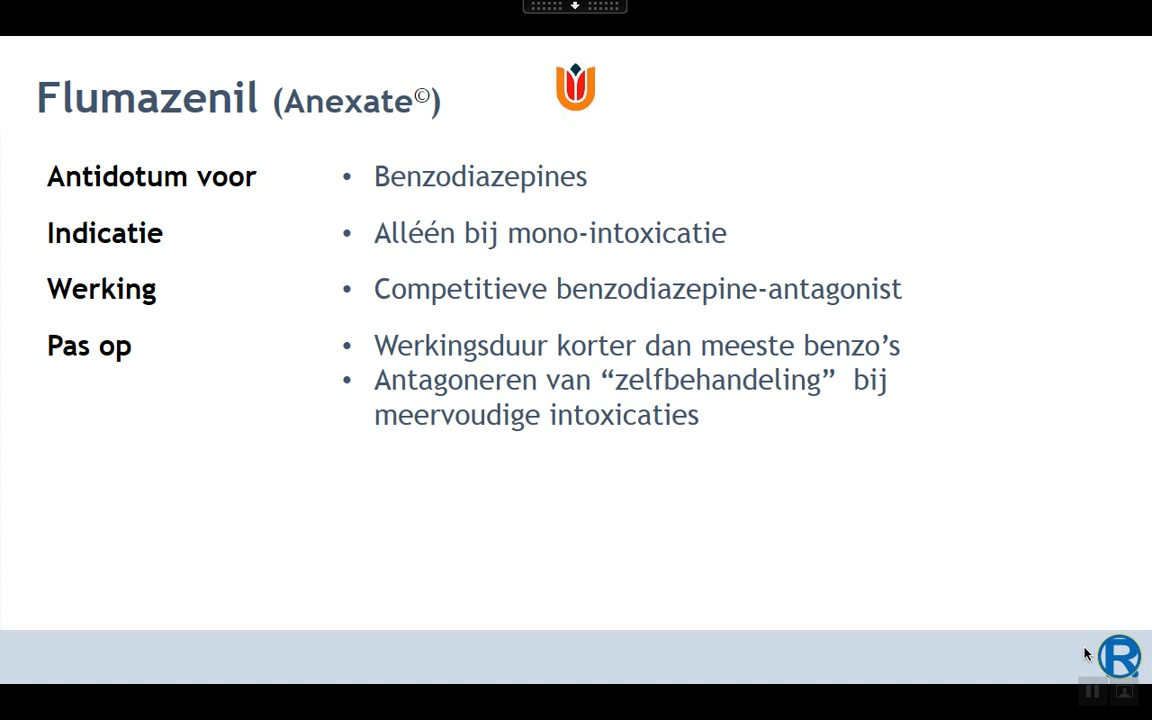 Flumazenil (Anexate©)
Antidotum voor • Benzodiazepines
Indicatie • Alléén bij mono-intoxicatie
Werking • Competitieve benzodiazepine-antagonist
Pas op • Werkingsduur korter dan meeste benzo’s
• Antagoneren van “zelfbehandeling” bij
meervoudige intoxicaties
R